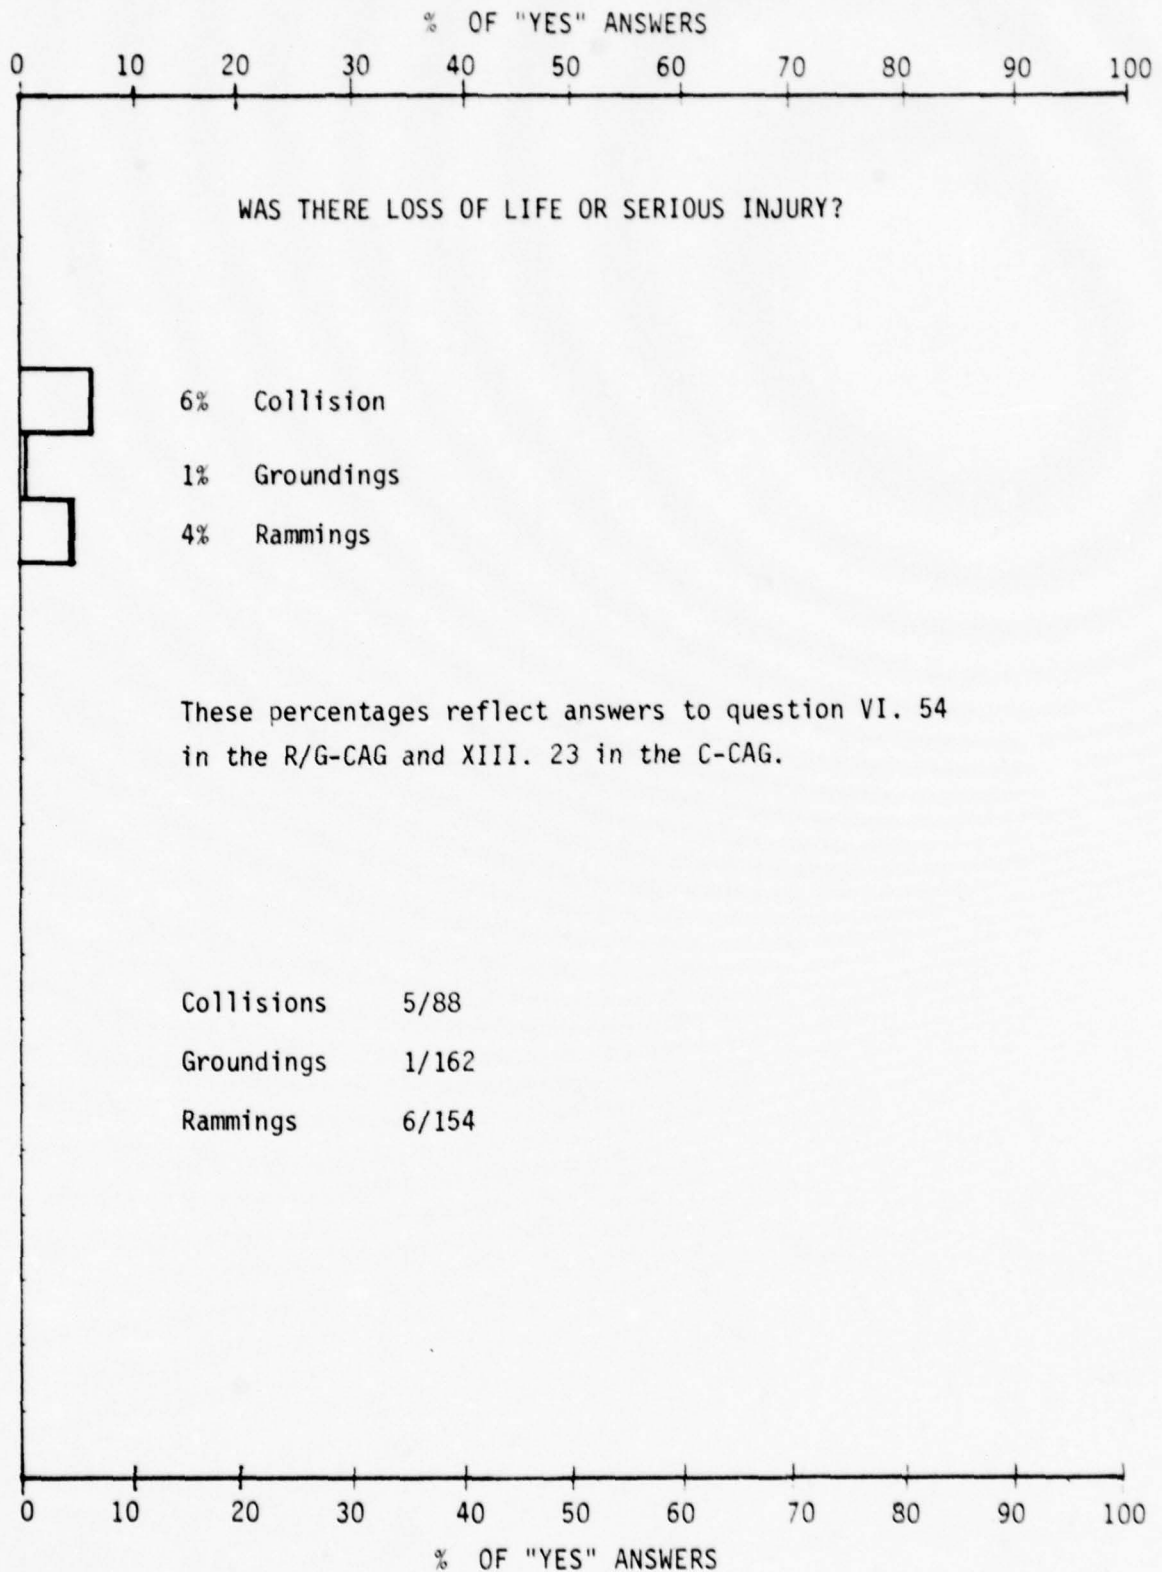 % OF "YES" ANSWERS
0 10 20 30 40 50 60 70 80 90 100
WAS THERE LOSS OF LIFE OR SERIOUS INJURY?
6% Collision
1% Groundings
4% Rammings
These percentages reflect answers to question VI. 54
in the R/G-CAG and XIII. 23 in the C-CAG.
Collisions 5/88
Groundings 1/162
Rammings 6/154
0 10 20 30 40 50 60 70 80 90 100
% OF "YES" ANSWERS